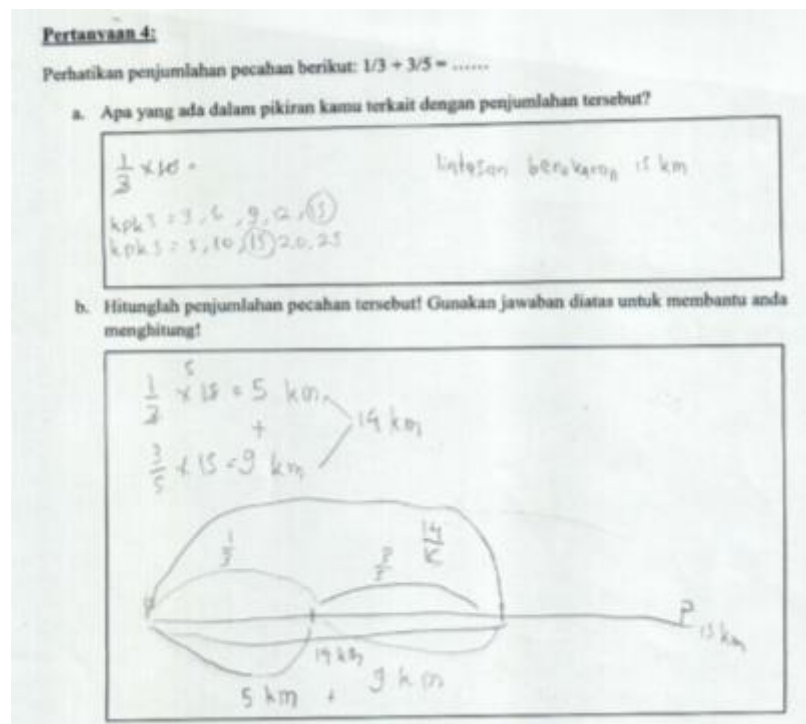 Pertanyaan 4:
Perhatikan penjumlahan pecahan berikut: 1/3 + 3/5 = ......
a. Apa yang ada dalam pikiran kamu terkait dengan penjumlahan tersebut?
1/3 × 10 =
lintasan 15 km
kpk 3 = 3, 6, 9, 12, 15
kpk 5 = 5, 10, 15, 20, 25
b. Hitunglah penjumlahan pecahan tersebut! Gunakan jawaban diatas untuk membantu anda
menghitung!
5
1/3 × 15 = 5 km
+
14 km
3/5 × 15 = 9 km
1/3
3/5
14/15
15 km
14 km
5 km + 9 km